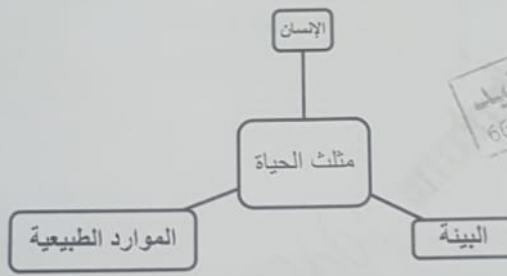 الإنسان
مثلث الحياة
البيئة
الموارد الطبيعية